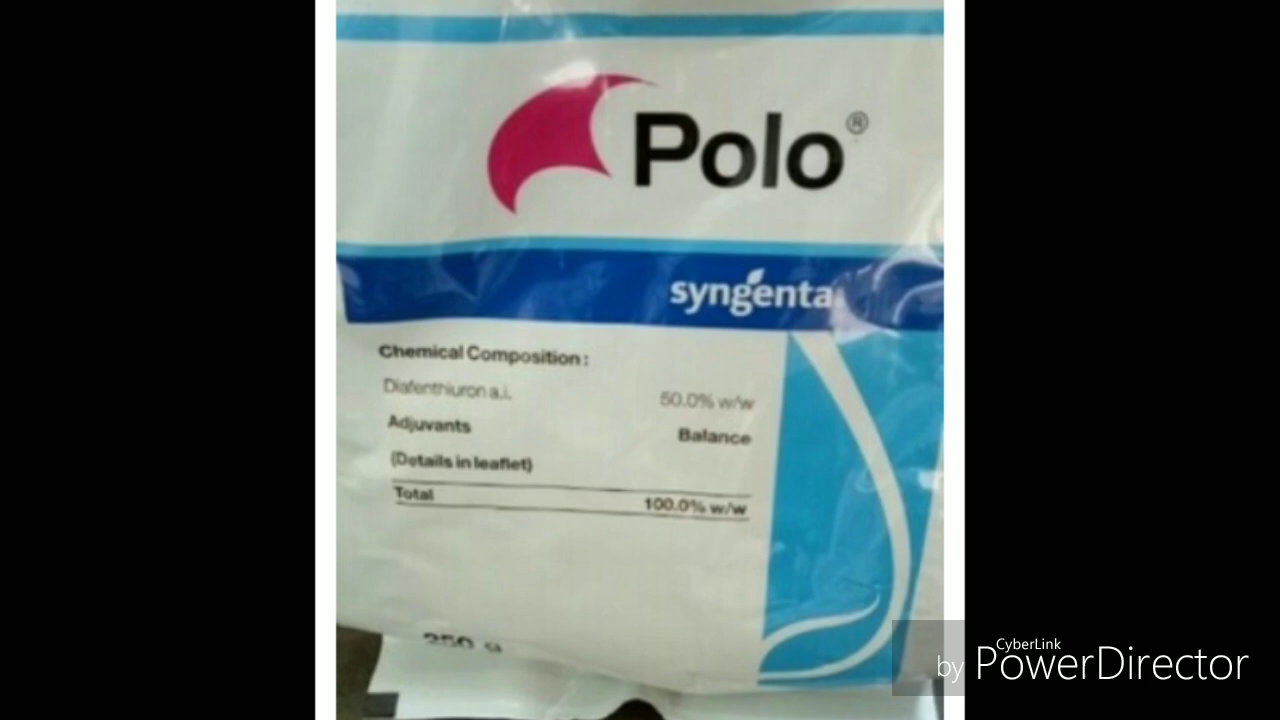 Polo®
syngenta
Chemical Composition :
Diafenthiuron a.i. 50.0% w/w
Adjuvants Balance
(Details in leaflet)
Total 100.0% w/w
250 g
by CyberLink PowerDirector